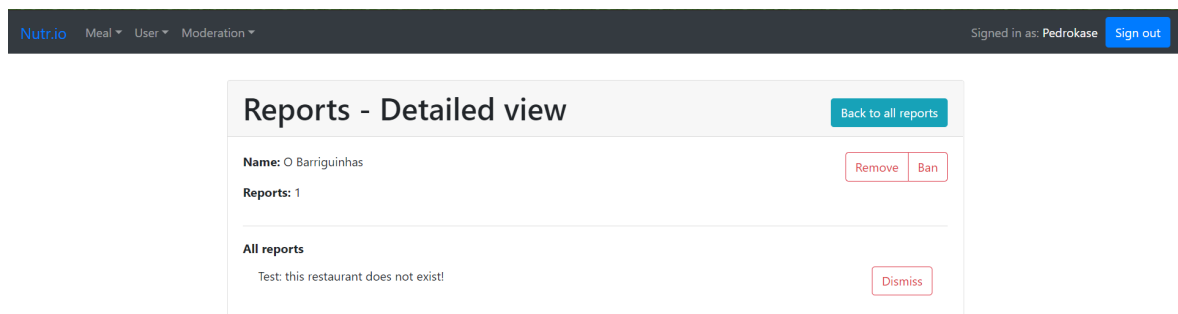 Nutr.io Meal User Moderation Signed in as: Pedrokase Sign out
Reports - Detailed view Back to all reports
Name: O Barriguinhas Remove Ban
Reports: 1
All reports
Test: this restaurant does not exist! Dismiss